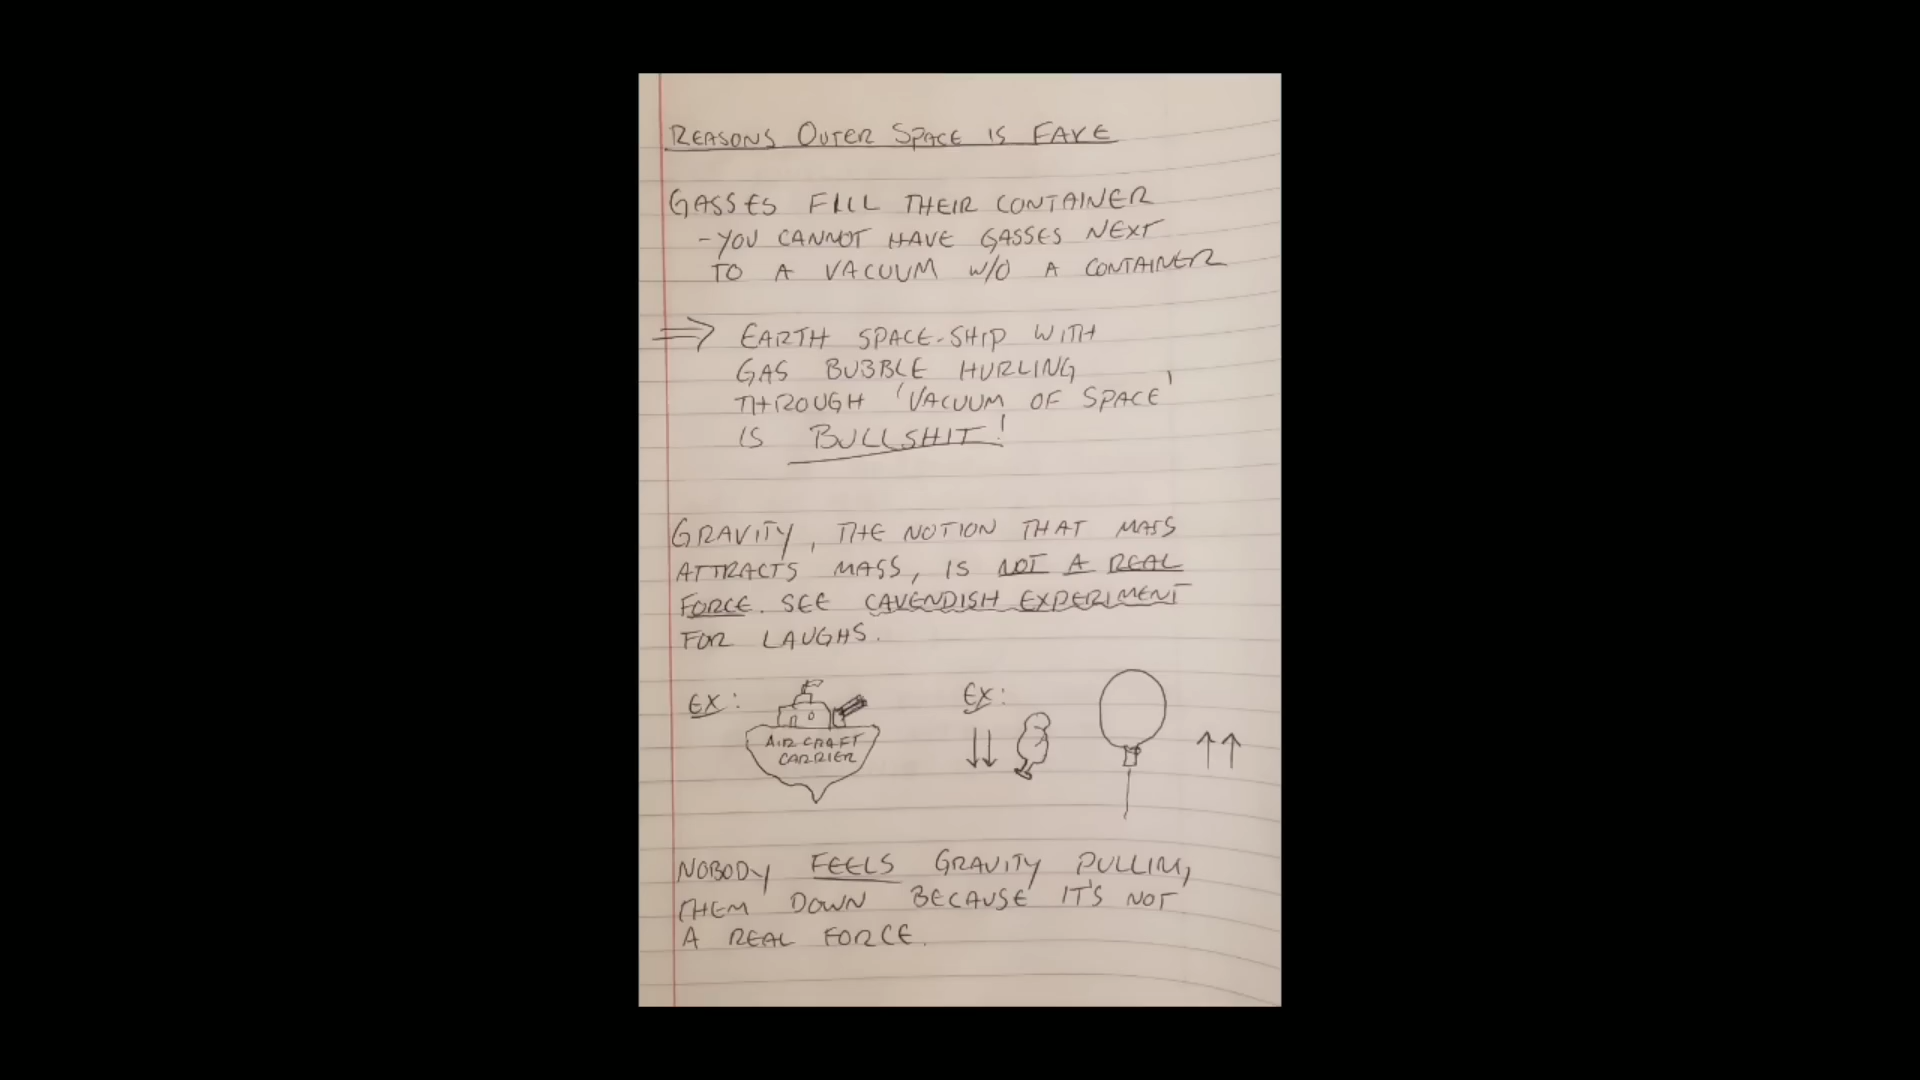 REASONS OUTER SPACE IS FAKE
GASSES FILL THEIR CONTAINER
-YOU CANNOT HAVE GASSES NEXT
TO A VACUUM W/O A CONTAINER
⇒ EARTH SPACE-SHIP WITH
GAS BUBBLE HURLING
THROUGH 'VACUUM OF SPACE'
IS BULLSHIT!
GRAVITY, THE NOTION THAT MASS
ATTRACTS MASS, IS NOT A REAL
FORCE. SEE CAVENDISH EXPERIMENT
FOR LAUGHS.
EX:
AIRCRAFT
CARRIER
EX:
NOBODY FEELS GRAVITY PULLING
THEM DOWN BECAUSE IT'S NOT
A REAL FORCE.